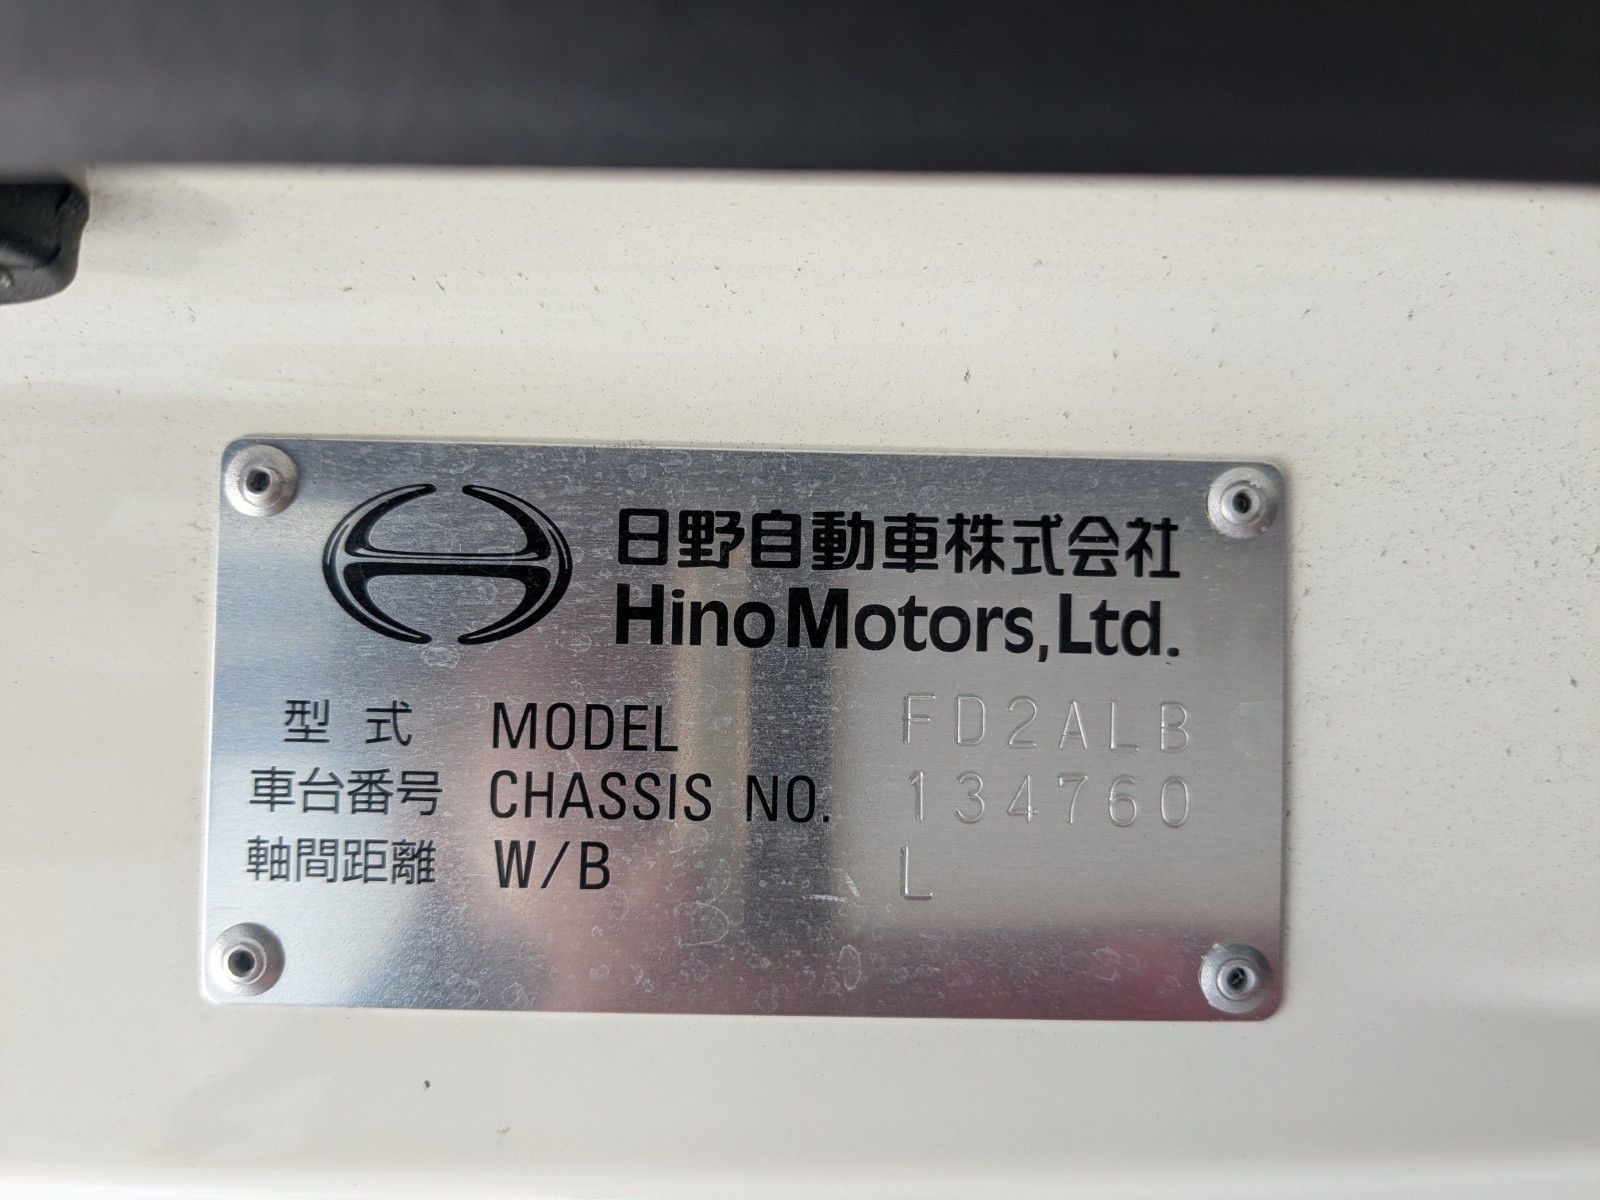 日野自動車株式会社
Hino Motors, Ltd.
型式 MODEL FD2ALB
車台番号 CHASSIS NO. 134760
軸間距離 W/B L